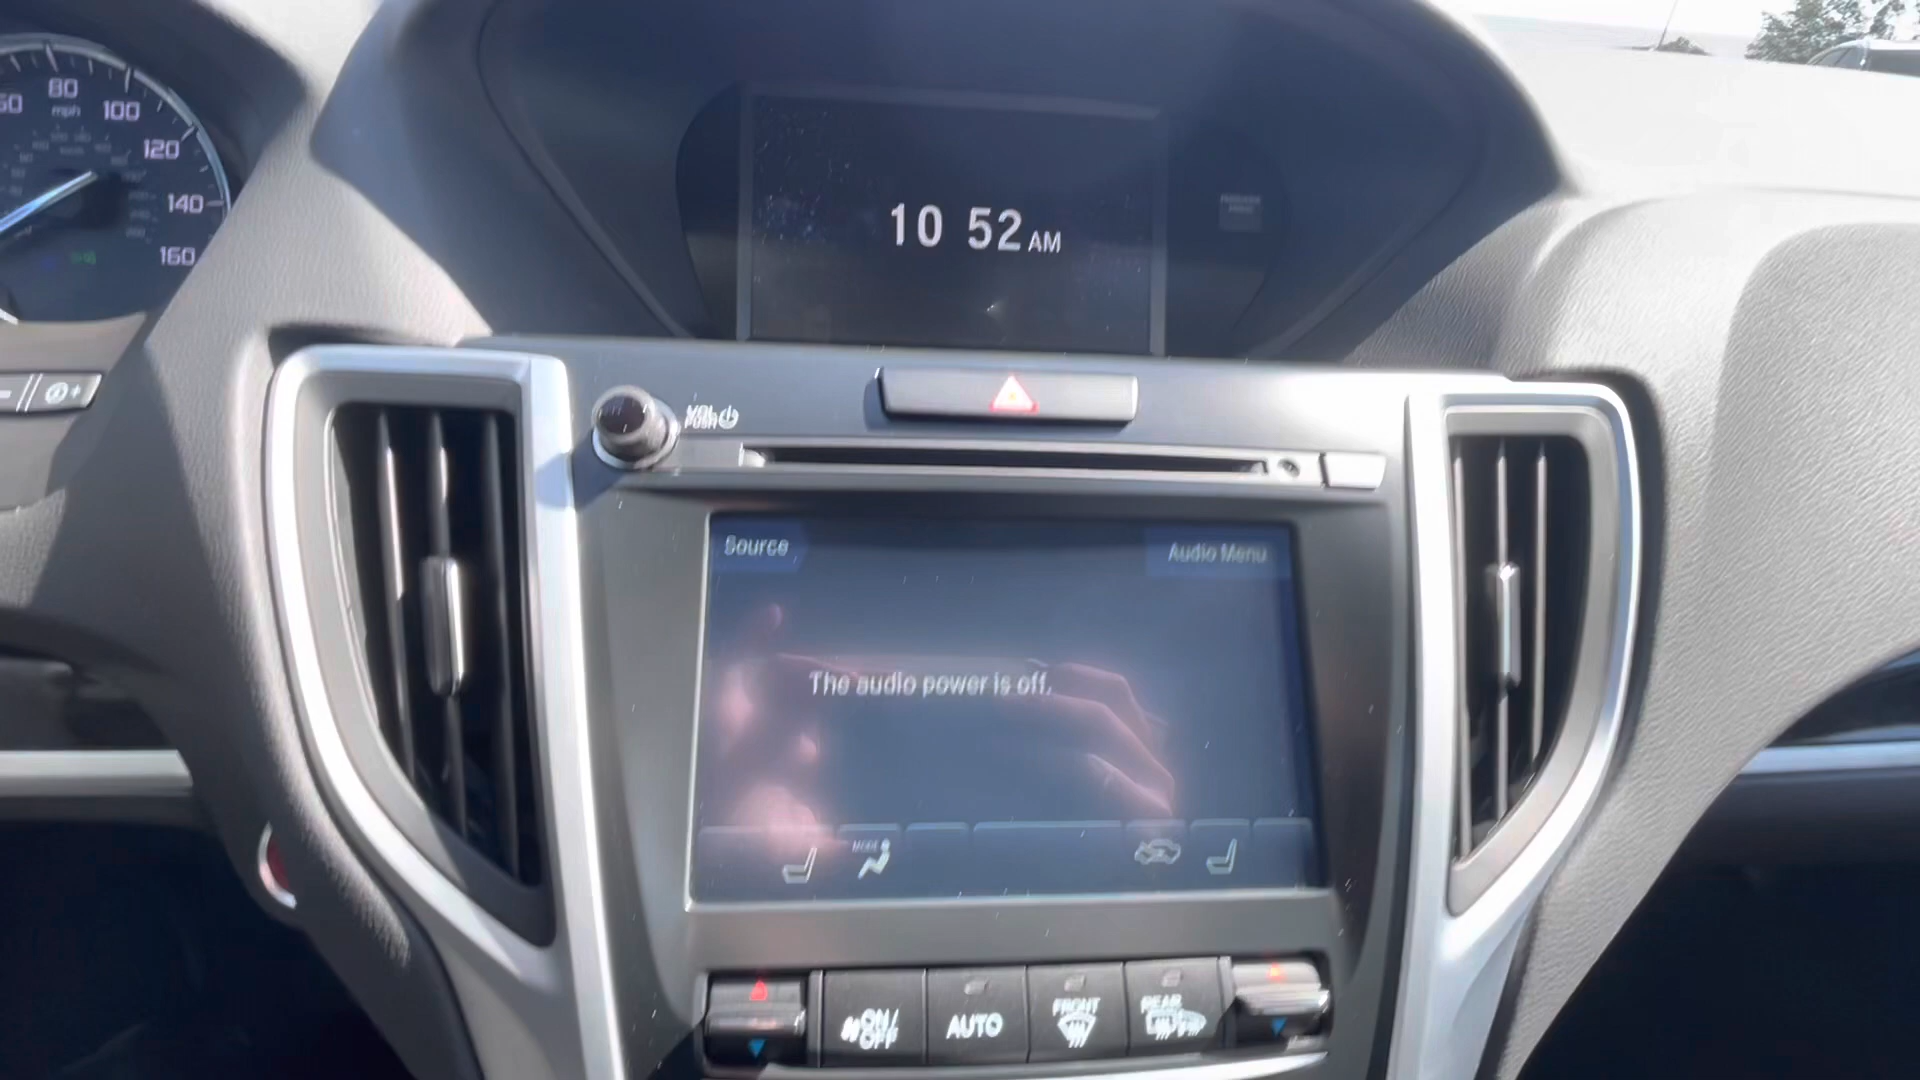 80
mph
100
120
140
160
10 52 AM
VOL
PUSH
Source
Audio Menu
The audio power is off.
MODE
ON/
OFF
AUTO
FRONT
REAR